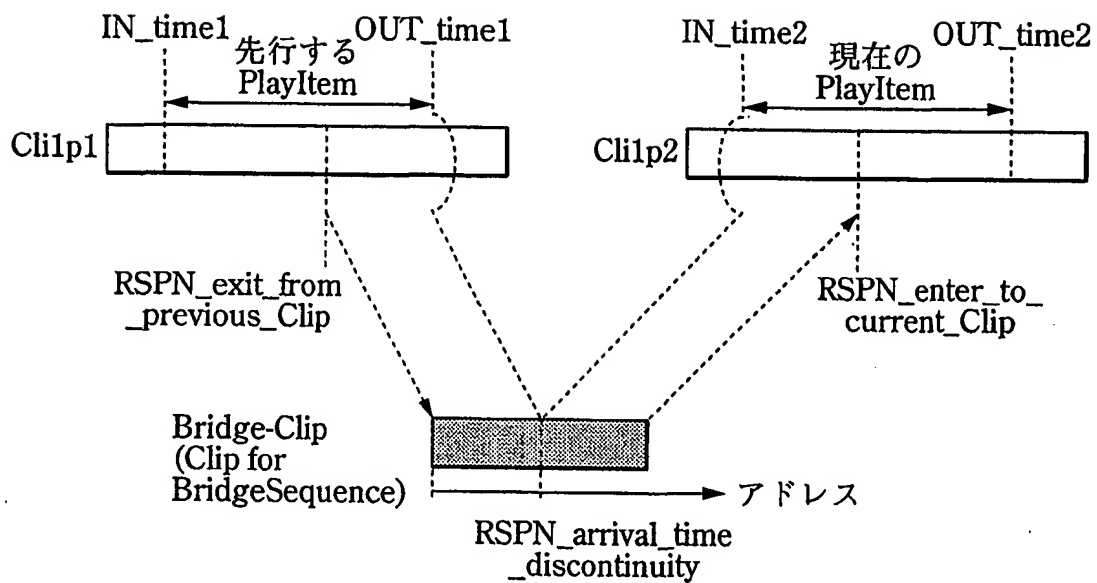 IN_time1
先行する
PlayItem
OUT_time1
IN_time2
現在の
PlayItem
OUT_time2
Cli1p1
Cli1p2
RSPN_exit_from
_previous_Clip
RSPN_enter_to_
current_Clip
Bridge-Clip
(Clip for
BridgeSequence)
アドレス
RSPN_arrival_time
_discontinuity